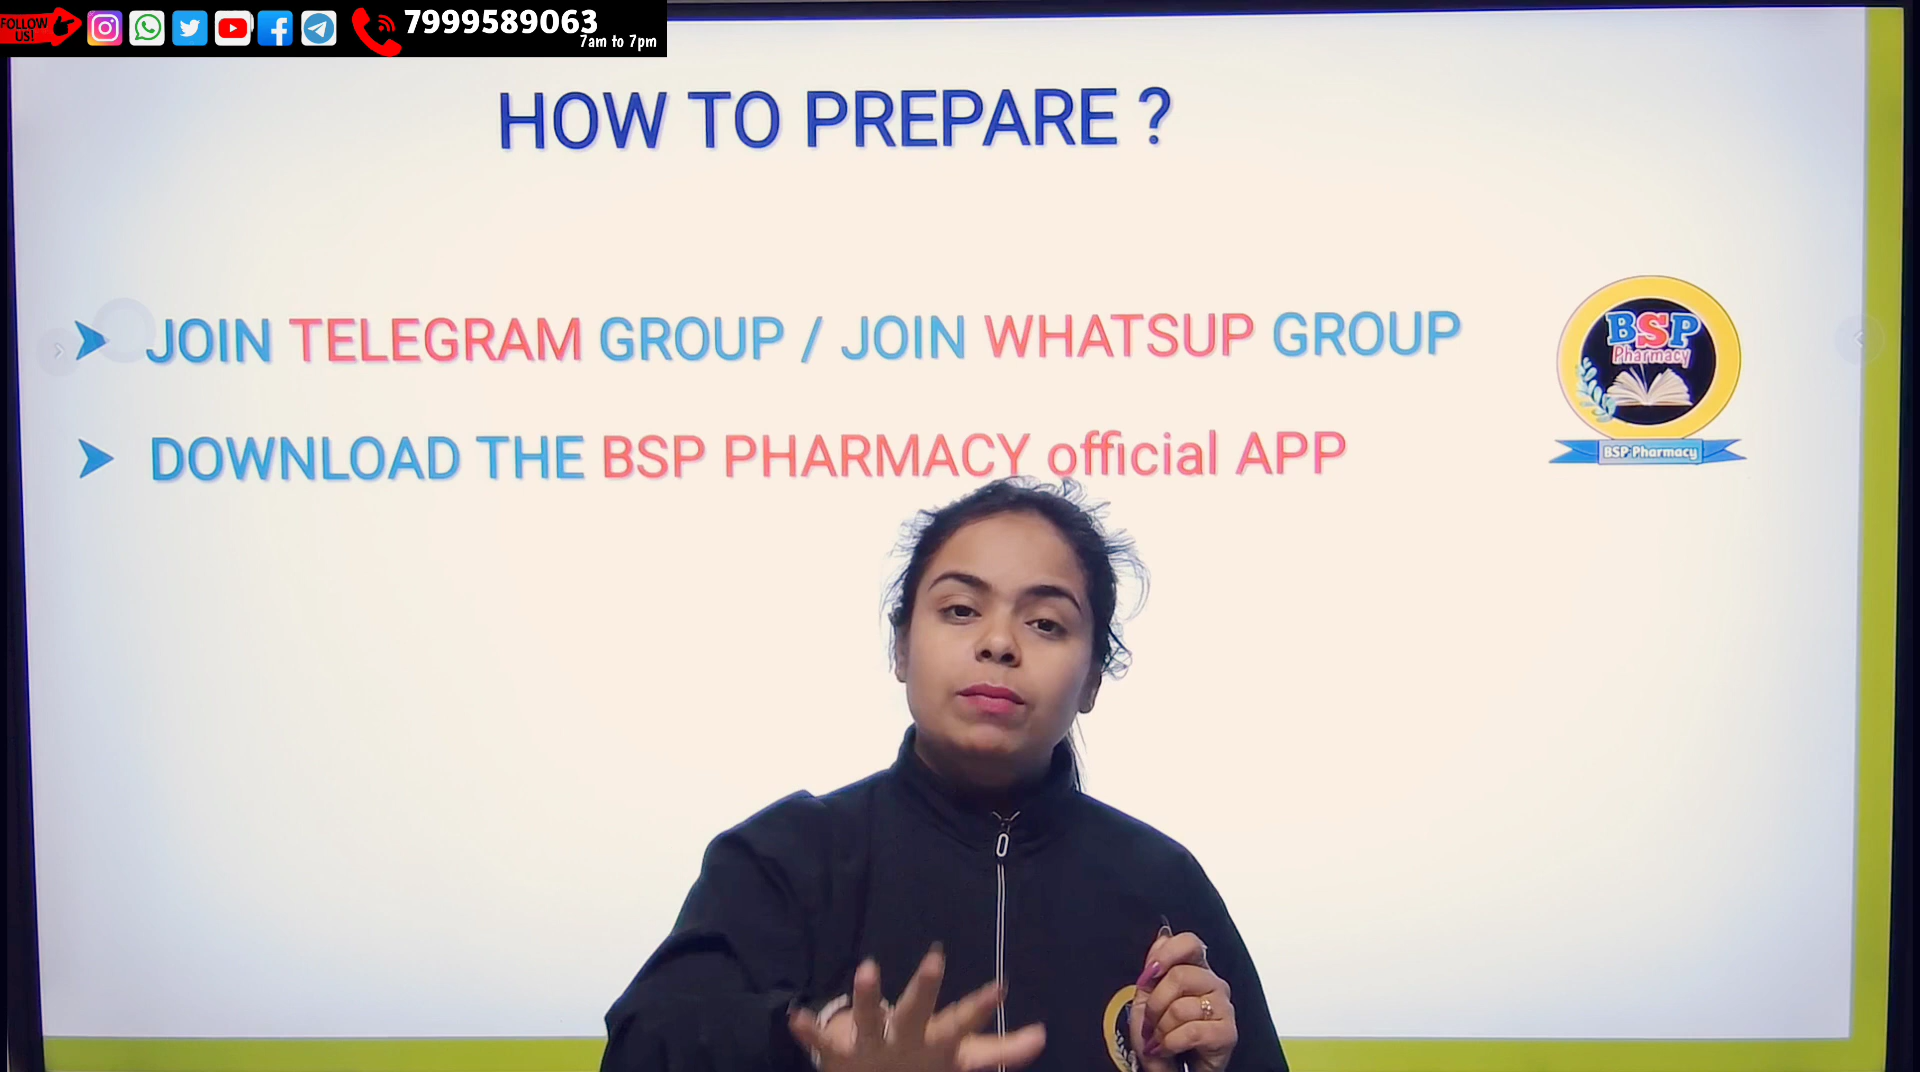 FOLLOW
US!
7999589063
7am to 7pm
HOW TO PREPARE ?
JOIN TELEGRAM GROUP / JOIN WHATSUP GROUP
DOWNLOAD THE BSP PHARMACY official APP
BSP
Pharmacy
BSP Pharmacy